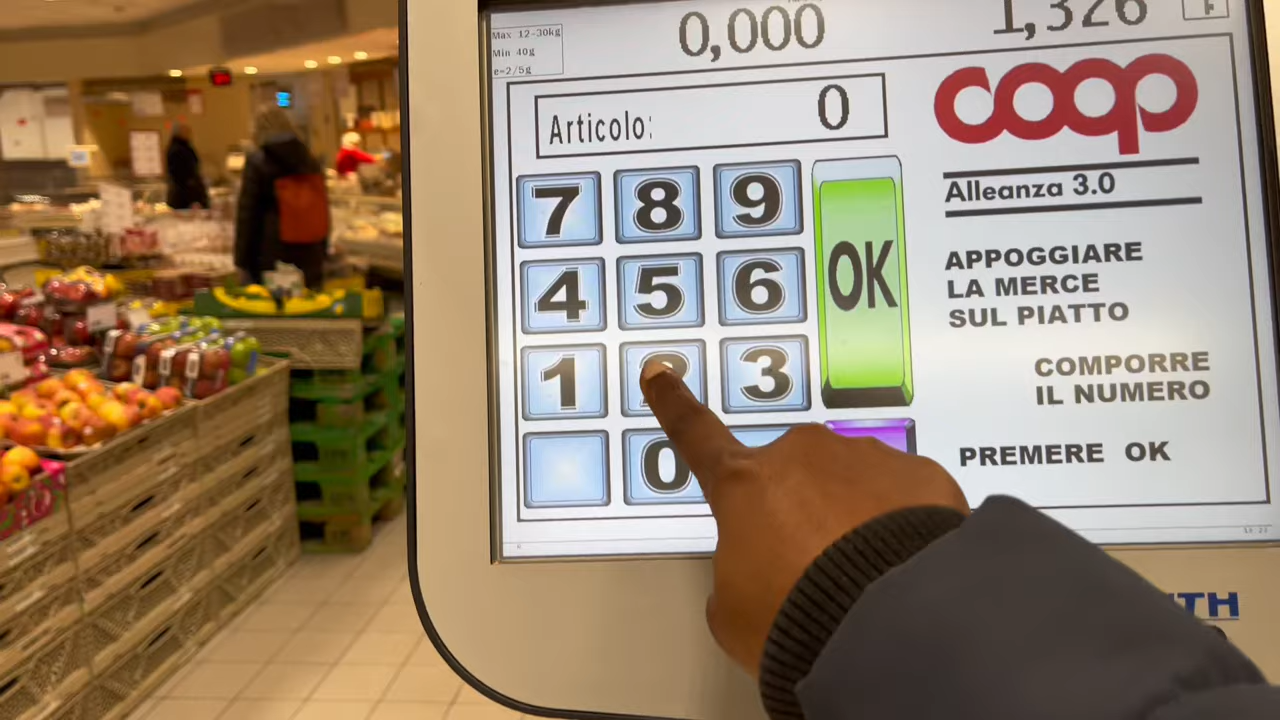 Max 12-30kg
Min 40g
e=2/5g
0,000
1,326
Articolo: 0
coop
Alleanza 3.0
7 8 9
4 5 6 OK
1 2 3
0
APPOGGIARE
LA MERCE
SUL PIATTO
COMPORRE
IL NUMERO
PREMERE OK